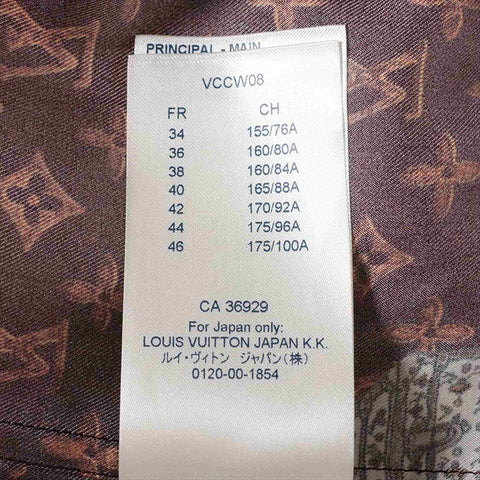 PRINCIPAL - MAIN
VCCW08
FR CH
34 155/76A
36 160/80A
38 160/84A
40 165/88A
42 170/92A
44 175/96A
46 175/100A
CA 36929
For Japan only:
LOUIS VUITTON JAPAN K.K.
ルイ・ヴィトン ジャパン(株)
0120-00-1854